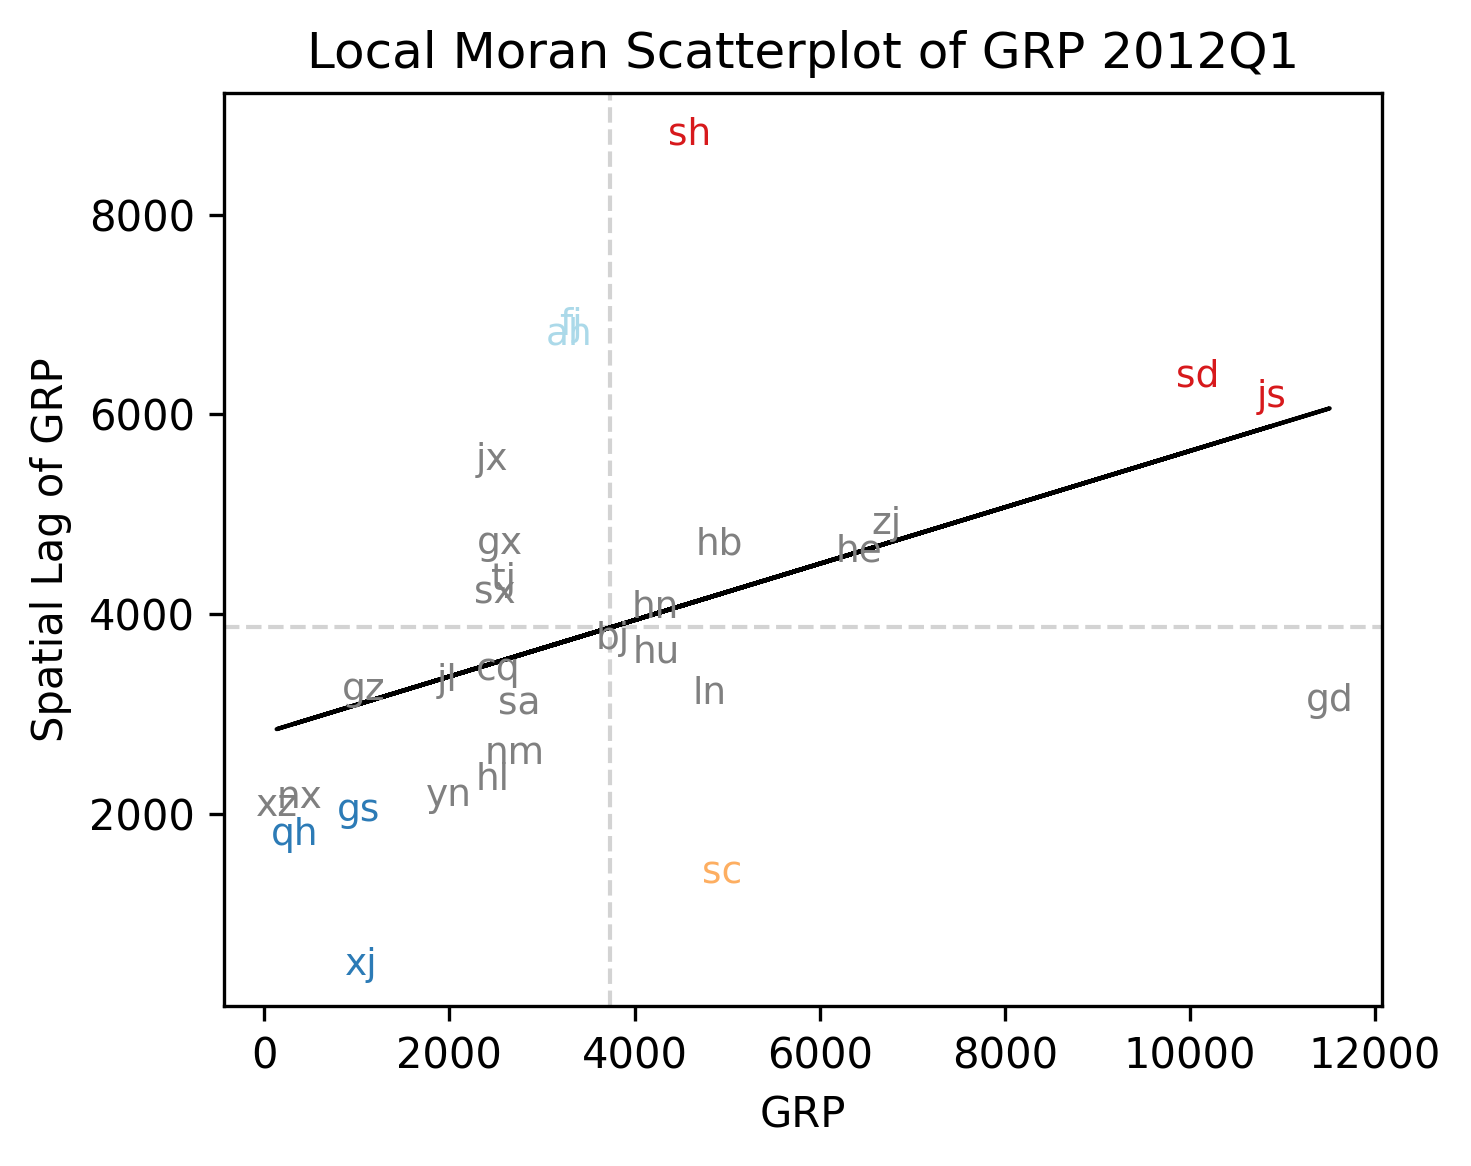 Local Moran Scatterplot of GRP 2012Q1
sh
8000
fj
ah
sd
6000
js
jx
zj
gx
hb
he
tj
sx
hn
4000
bj
hu
cq
jl
gz
ln
sa
gd
nm
hl
yn
nx
xz
gs
2000
qh
sc
xj
Spatial Lag of GRP
0
2000
4000
6000
8000
10000
12000
GRP